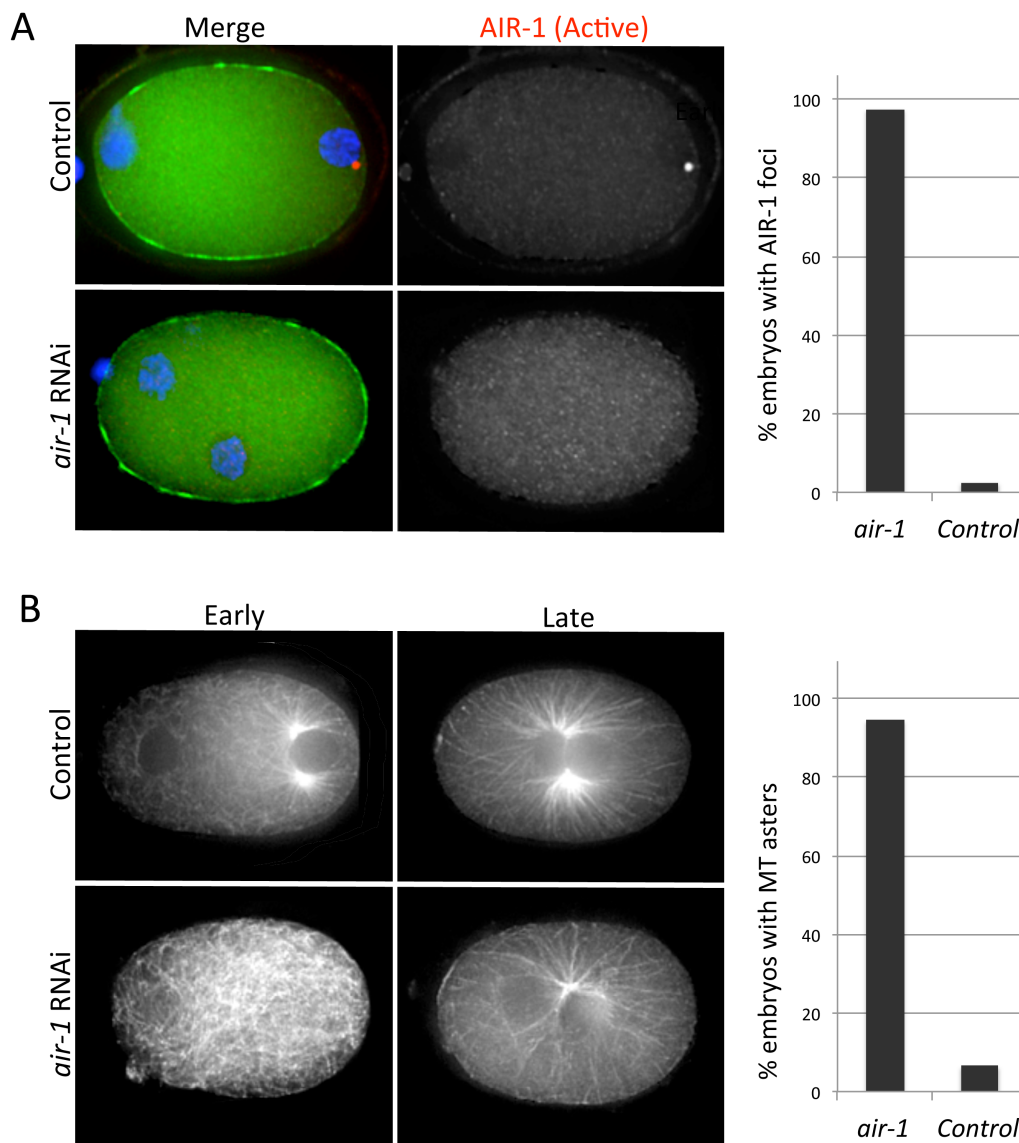 A
Merge
AIR-1 (Active)
Control
Ear
air-1 RNAi
% embryos with AIR-1 foci
100
80
60
40
20
0
air-1
Control
B
Early
Late
Control
air-1 RNAi
% embryos with MT asters
100
80
60
40
20
0
air-1
Control